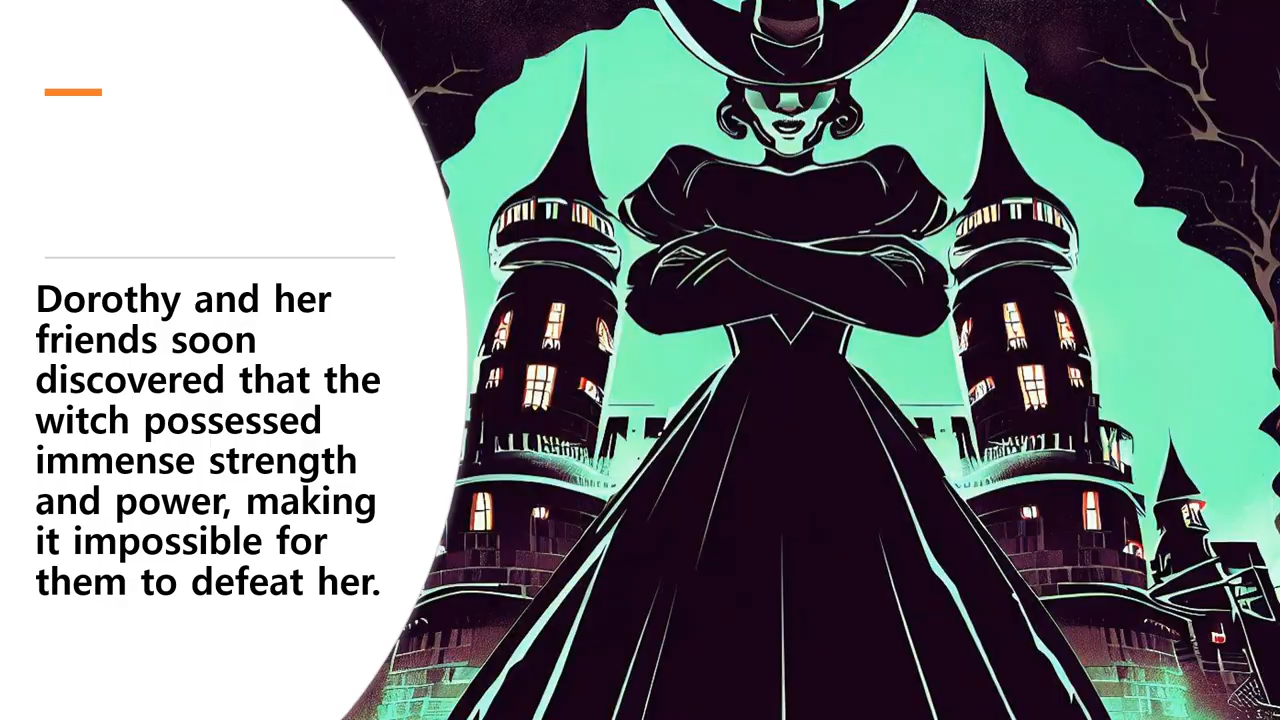 Dorothy and her
friends soon
discovered that the
witch possessed
immense strength
and power, making
it impossible for
them to defeat her.